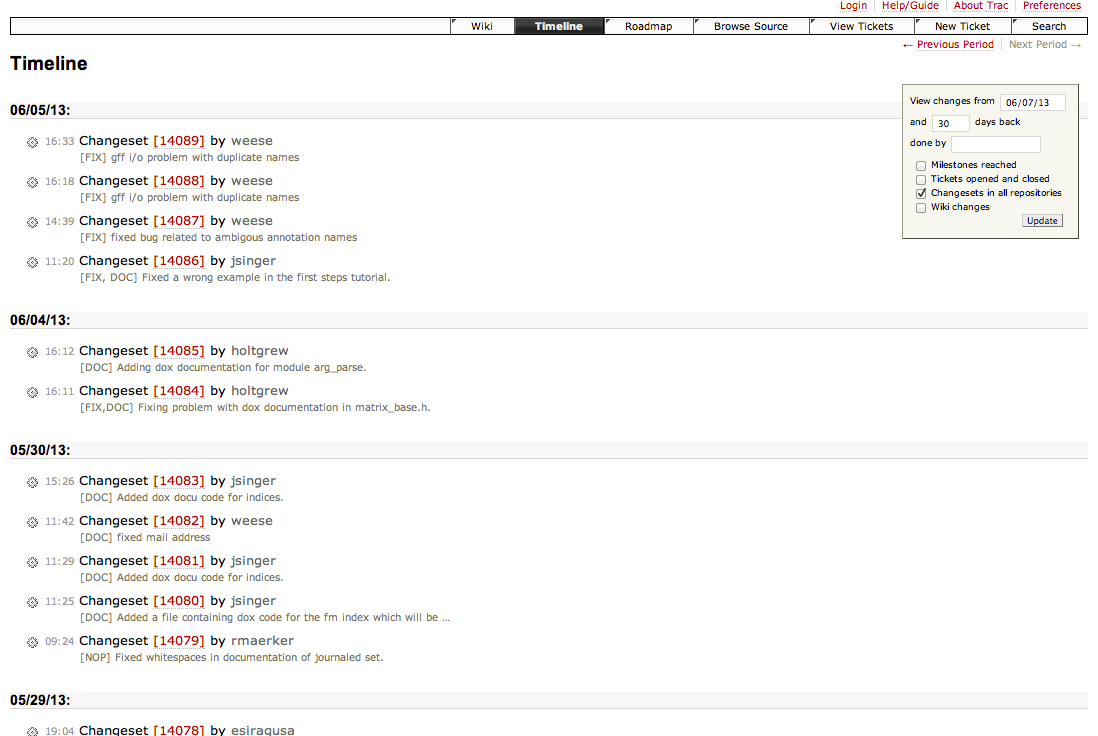 Login Help/Guide About Trac Preferences
Wiki Timeline Roadmap Browse Source View Tickets New Ticket Search
← Previous Period Next Period →
Timeline
View changes from 06/07/13
and 30 days back
done by
Milestones reached
Tickets opened and closed
Changesets in all repositories
Wiki changes
Update
06/05/13:
16:33 Changeset [14089] by weese
[FIX] gff i/o problem with duplicate names
16:18 Changeset [14088] by weese
[FIX] gff i/o problem with duplicate names
14:39 Changeset [14087] by weese
[FIX] fixed bug related to ambigous annotation names
11:20 Changeset [14086] by jsinger
[FIX, DOC] Fixed a wrong example in the first steps tutorial.
06/04/13:
16:12 Changeset [14085] by holtgrew
[DOC] Adding dox documentation for module arg_parse.
16:11 Changeset [14084] by holtgrew
[FIX,DOC] Fixing problem with dox documentation in matrix_base.h.
05/30/13:
15:26 Changeset [14083] by jsinger
[DOC] Added dox docu code for indices.
11:42 Changeset [14082] by weese
[DOC] fixed mail address
11:29 Changeset [14081] by jsinger
[DOC] Added dox docu code for indices.
11:25 Changeset [14080] by jsinger
[DOC] Added a file containing dox code for the fm index which will be ...
09:24 Changeset [14079] by rmaerker
[NOP] Fixed whitespaces in documentation of journaled set.
05/29/13:
19:04 Changeset [14078] by esiragusa